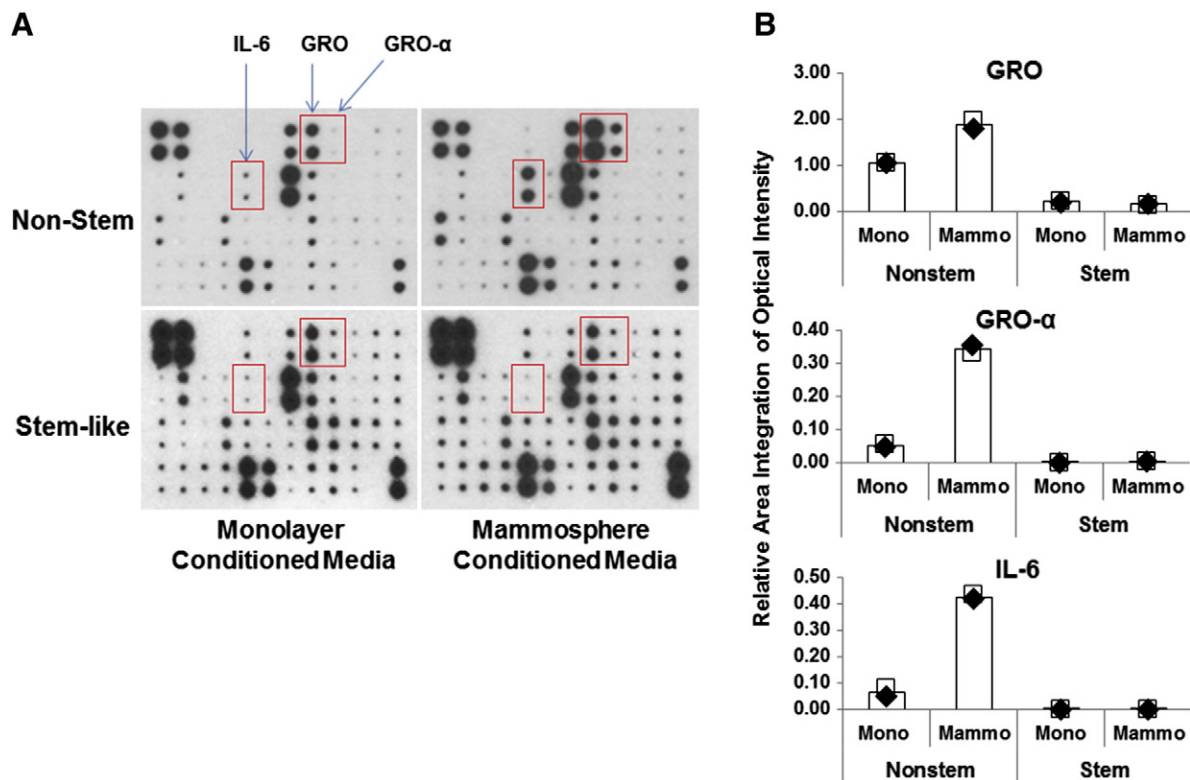 A
IL-6 GRO GRO-α
Non-Stem
Stem-like
Monolayer
Conditioned Media
Mammosphere
Conditioned Media
B
Relative Area Integration of Optical Intensity
GRO
3.00
2.00
1.00
0.00
Mono Mammo Mono Mammo
Nonstem Stem
GRO-α
0.40
0.30
0.20
0.10
0.00
Mono Mammo Mono Mammo
Nonstem Stem
IL-6
0.50
0.40
0.30
0.20
0.10
0.00
Mono Mammo Mono Mammo
Nonstem Stem